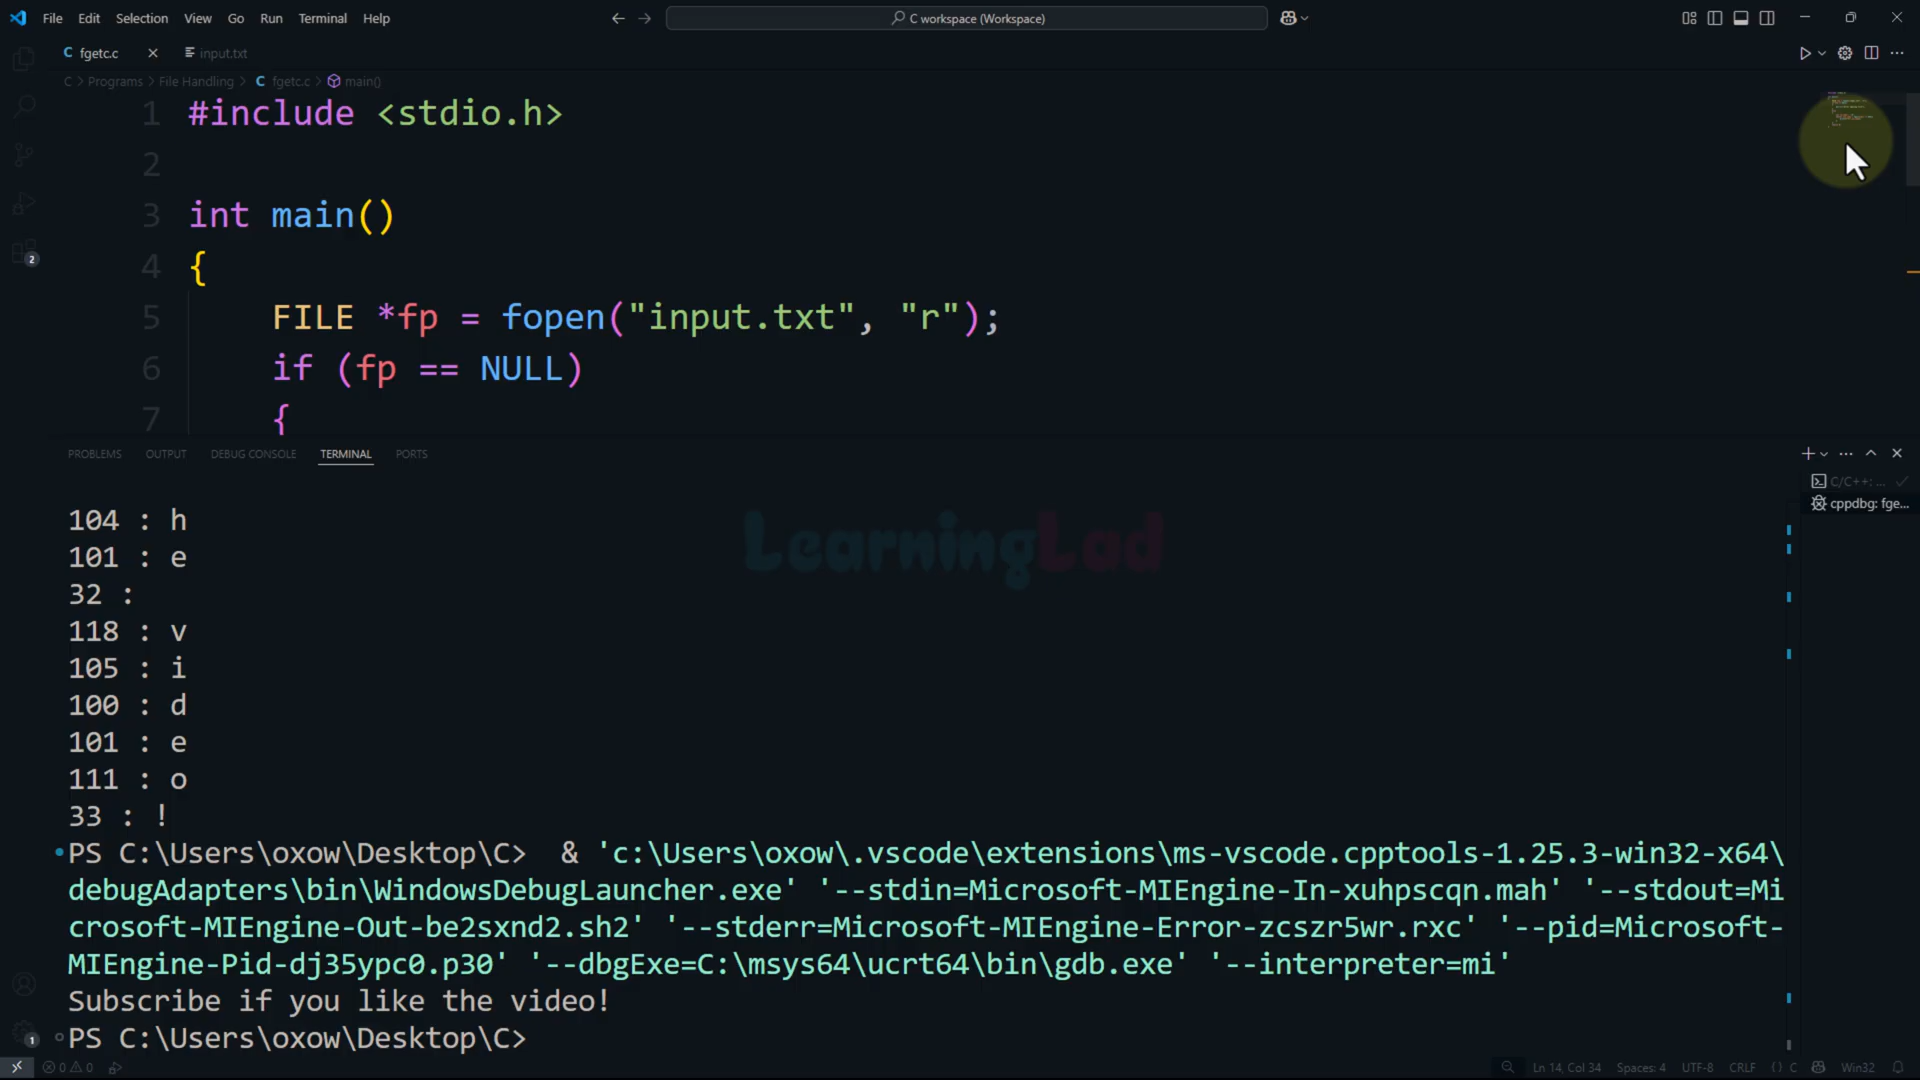 File Edit Selection View Go Run Terminal Help
C workspace (Workspace)
C fgetc.c
input.txt
C > Programs > File Handling > C fgetc.c > main()
1 #include <stdio.h>
2
3 int main()
4 {
5 FILE *fp = fopen("input.txt", "r");
6 if (fp == NULL)
7 {
2
PROBLEMS OUTPUT DEBUG CONSOLE TERMINAL PORTS
C/C++: ...
cppdbg: fge...
LearningLad
104 : h
101 : e
32 :
118 : v
105 : i
100 : d
101 : e
111 : o
33 : !
PS C:\Users\oxow\Desktop\C>  & 'c:\Users\oxow\.vscode\extensions\ms-vscode.cpptools-1.25.3-win32-x64\
debugAdapters\bin\WindowsDebugLauncher.exe' '--stdin=Microsoft-MIEngine-In-xuhpscqn.mah' '--stdout=Mi
crosoft-MIEngine-Out-be2sxnd2.sh2' '--stderr=Microsoft-MIEngine-Error-zcszr5wr.rxc' '--pid=Microsoft-
MIEngine-Pid-dj35ypc0.p30' '--dbgExe=C:\msys64\ucrt64\bin\gdb.exe' '--interpreter=mi'
Subscribe if you like the video!
PS C:\Users\oxow\Desktop\C>
1
0 0 Ln 14, Col 34 Spaces: 4 UTF-8 CRLF {} C Win32